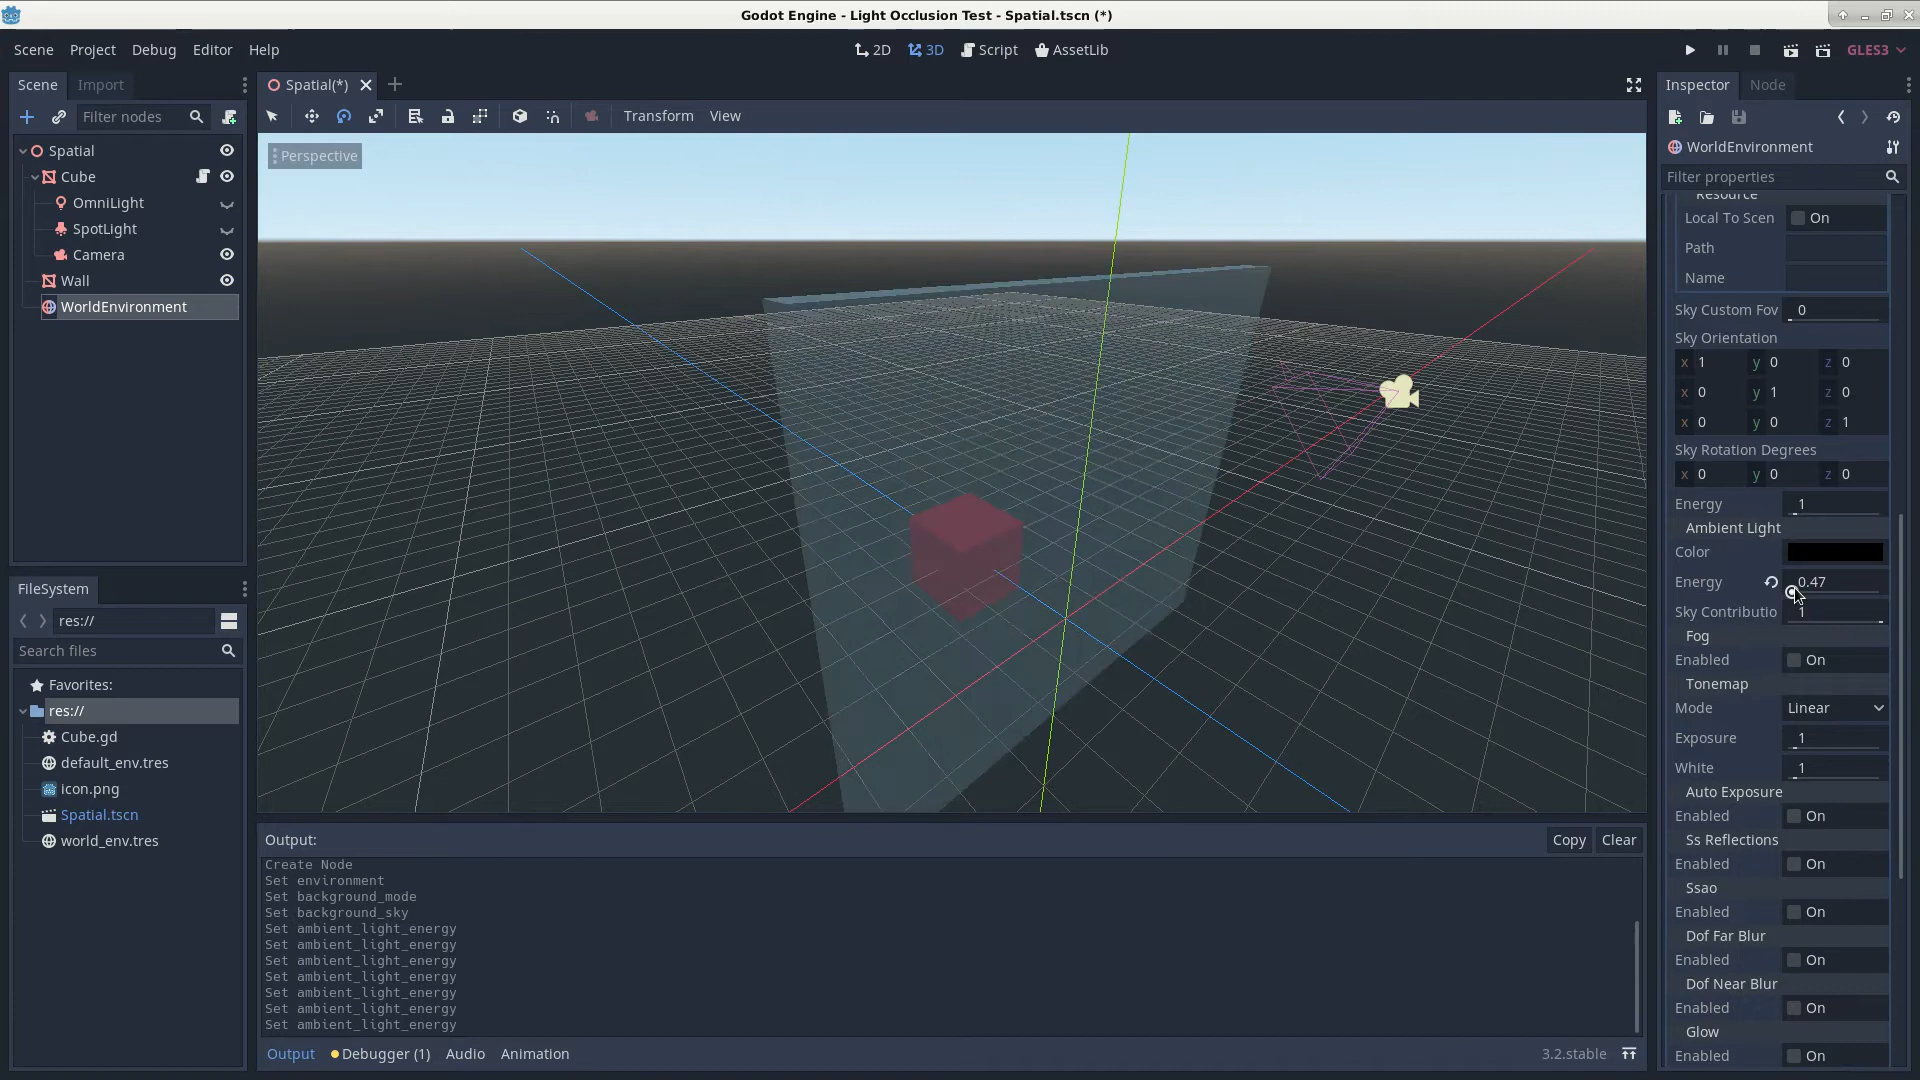 Godot Engine - Light Occlusion Test - Spatial.tscn (*)
Scene Project Debug Editor Help
2D 3D Script AssetLib
GLES3
Scene Import
Filter nodes
Spatial
Cube
OmniLight
SpotLight
Camera
Wall
WorldEnvironment
FileSystem
res://
Search files
Favorites:
res://
Cube.gd
default_env.tres
icon.png
Spatial.tscn
world_env.tres
Spatial(*)
Transform View
Perspective
Output:
Copy Clear
Create Node
Set environment
Set background_mode
Set background_sky
Set ambient_light_energy
Set ambient_light_energy
Set ambient_light_energy
Set ambient_light_energy
Set ambient_light_energy
Set ambient_light_energy
Set ambient_light_energy
Output Debugger (1) Audio Animation
3.2.stable
Inspector Node
WorldEnvironment
Filter properties
Resource
Local To Scen On
Path
Name
Sky Custom Fov 0
Sky Orientation
x 1 y 0 z 0
x 0 y 1 z 0
x 0 y 0 z 1
Sky Rotation Degrees
x 0 y 0 z 0
Energy 1
Ambient Light
Color
Energy 0.47
Sky Contributio 1
Fog
Enabled On
Tonemap
Mode Linear
Exposure 1
White 1
Auto Exposure
Enabled On
Ss Reflections
Enabled On
Ssao
Enabled On
Dof Far Blur
Enabled On
Dof Near Blur
Enabled On
Glow
Enabled On